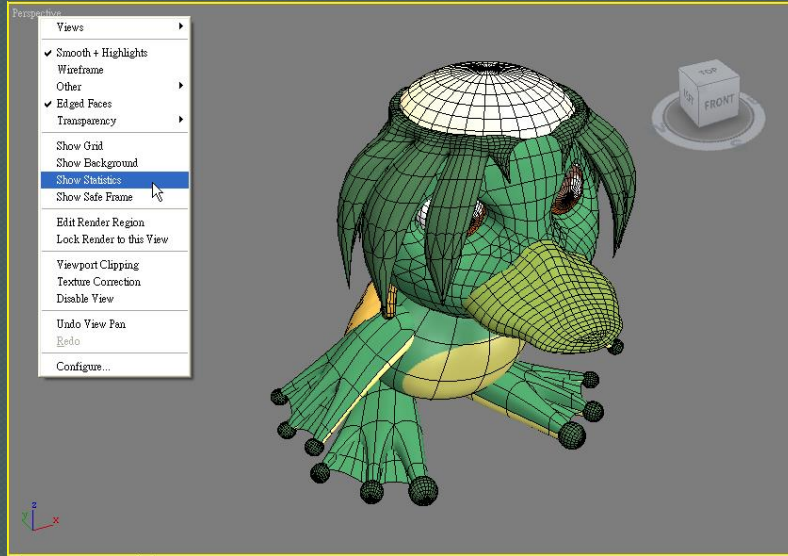 Perspective
Views
Smooth + Highlights
Wireframe
Other
Edged Faces
Transparency
Show Grid
Show Background
Show Statistics
Show Safe Frame
Edit Render Region
Lock Render to this View
Viewport Clipping
Texture Correction
Disable View
Undo View Pan
Redo
Configure...
TOP
FRONT
z
y
x